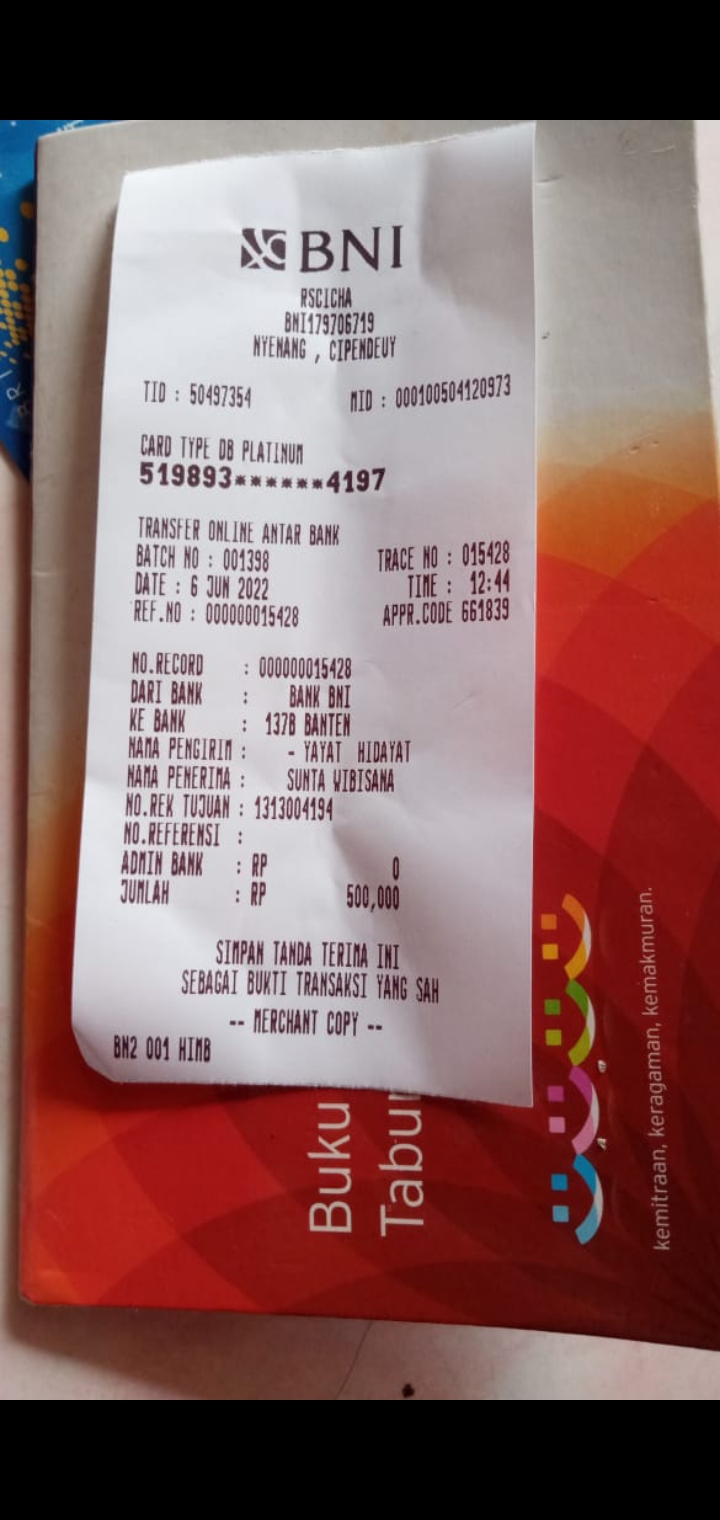 BNI
RSCICHA
BNI179706719
NYENANG , CIPENDEUY
TID : 50497354 MID : 000100504120973
CARD TYPE DB PLATINUM
519893******4197
TRANSFER ONLINE ANTAR BANK
BATCH NO : 001398 TRACE NO : 015428
DATE : 6 JUN 2022 TIME : 12:44
REF.NO : 000000015428 APPR.CODE 661839
NO.RECORD : 000000015428
DARI BANK : BANK BNI
KE BANK : 137B BANTEN
NAMA PENGIRIM : - YAYAT HIDAYAT
NAMA PENERIMA : SUNTA WIBISANA
NO.REK TUJUAN : 1313004194
NO.REFERENSI :
ADMIN BANK : RP 0
JUMLAH : RP 500,000
SIMPAN TANDA TERIMA INI
SEBAGAI BUKTI TRANSAKSI YANG SAH
-- MERCHANT COPY --
BN2 001 HIMB
Buku
Tabu
kemitraan, keragaman, kemakmuran.